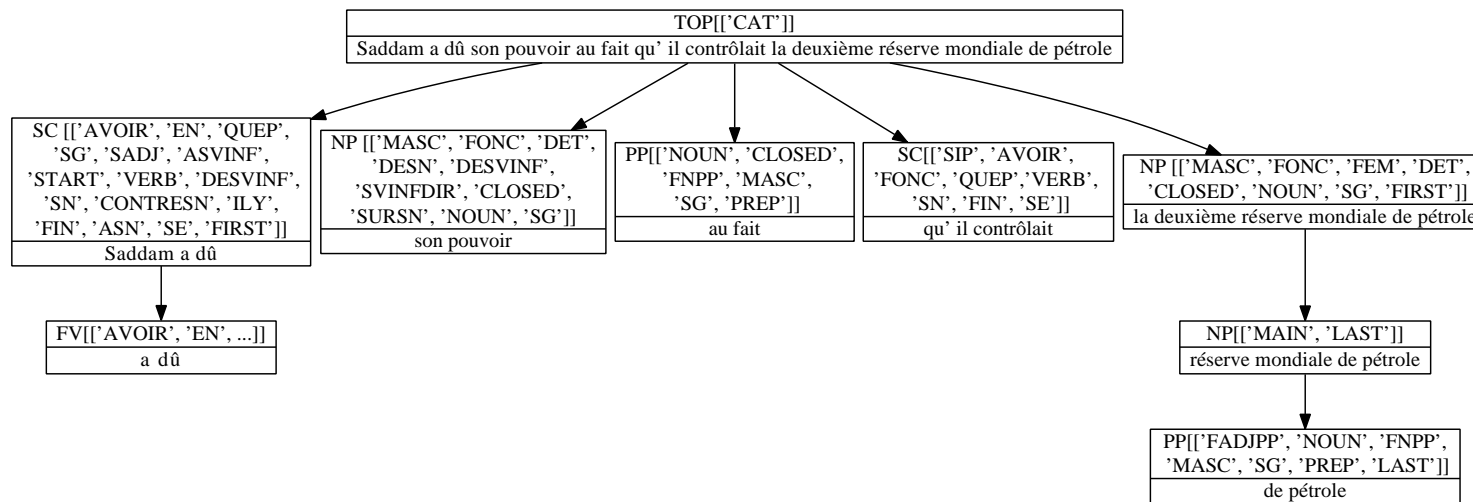 TOP[['CAT']]
Saddam a dû son pouvoir au fait qu' il contrôlait la deuxième réserve mondiale de pétrole
SC [['AVOIR', 'EN', 'QUEP',
'SG', 'SADJ', 'ASVINF',
'START', 'VERB', 'DESVINF',
'SN', 'CONTRESN', 'ILY',
'FIN', 'ASN', 'SE', 'FIRST']]
Saddam a dû
NP [['MASC', 'FONC', 'DET',
'DESN', 'DESVINF',
'SVINFDIR', 'CLOSED',
'SURSN', 'NOUN', 'SG']]
son pouvoir
PP[['NOUN', 'CLOSED',
'FNPP', 'MASC',
'SG', 'PREP']]
au fait
SC[['SIP', 'AVOIR',
'FONC', 'QUEP','VERB',
'SN', 'FIN', 'SE']]
qu' il contrôlait
NP [['MASC', 'FONC', 'FEM', 'DET',
'CLOSED', 'NOUN', 'SG', 'FIRST']]
la deuxième réserve mondiale de pétrole
FV[['AVOIR', 'EN', ...]]
a dû
NP[['MAIN', 'LAST']]
réserve mondiale de pétrole
PP[['FADJPP', 'NOUN', 'FNPP',
'MASC', 'SG', 'PREP', 'LAST']]
de pétrole